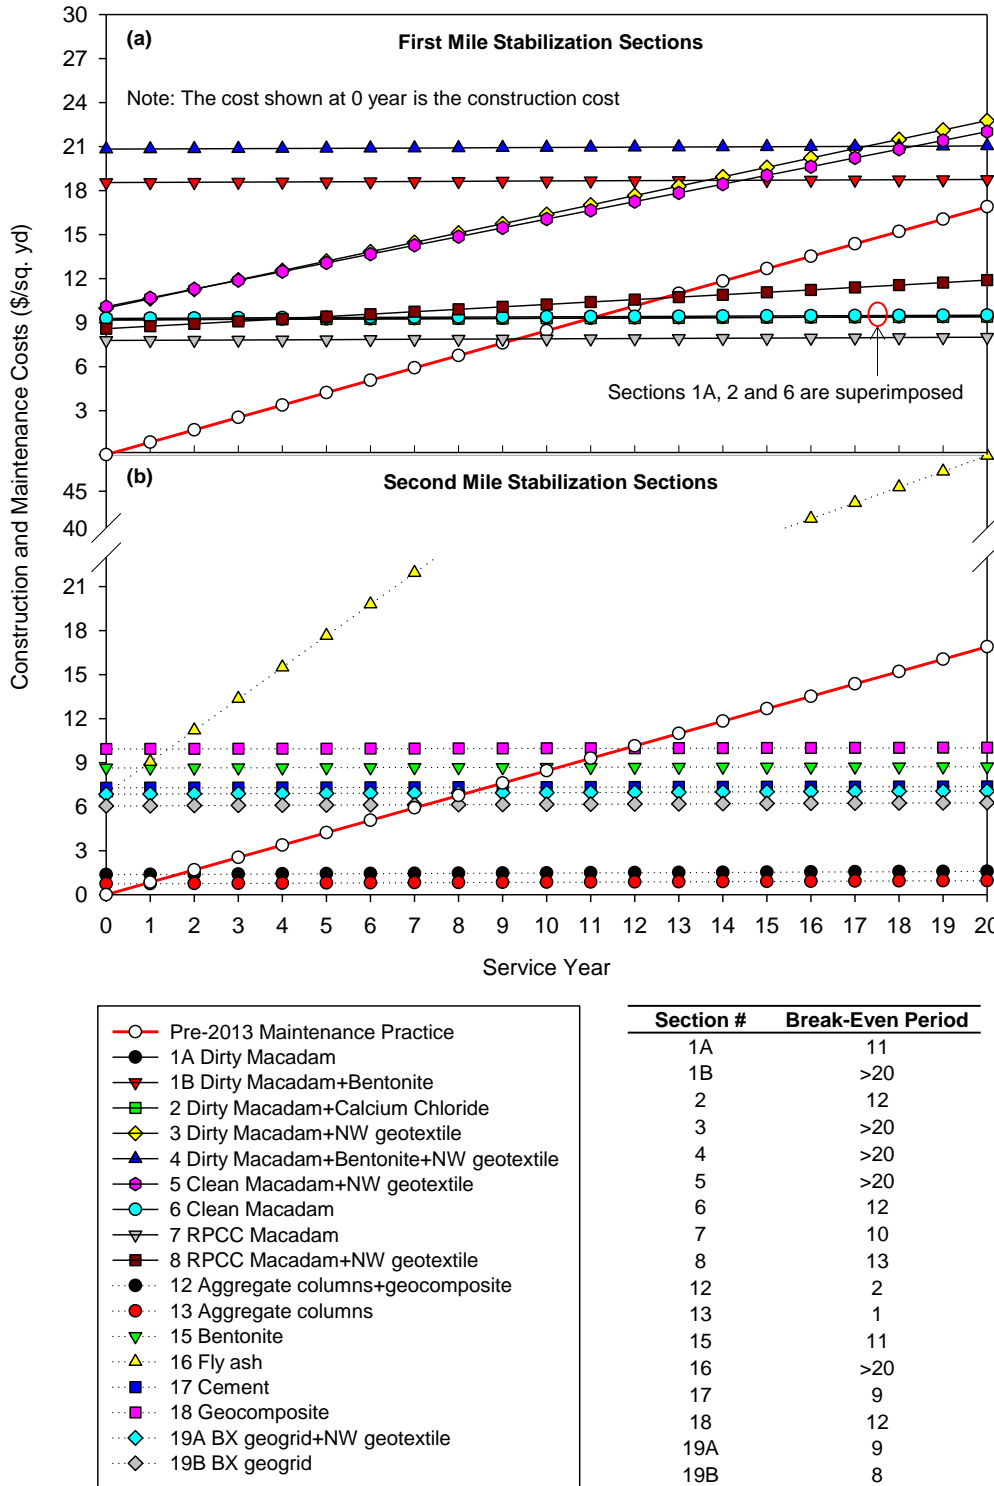 Construction and Maintenance Costs ($/sq. yd)
30
(a)
First Mile Stabilization Sections
27
Note: The cost shown at 0 year is the construction cost
24
21
18
15
12
9
6
Sections 1A, 2 and 6 are superimposed
3
(b)
Second Mile Stabilization Sections
45
40
21
18
15
12
9
6
3
0
0 1 2 3 4 5 6 7 8 9 10 11 12 13 14 15 16 17 18 19 20
Service Year
Pre-2013 Maintenance Practice
1A Dirty Macadam
1B Dirty Macadam+Bentonite
2 Dirty Macadam+Calcium Chloride
3 Dirty Macadam+NW geotextile
4 Dirty Macadam+Bentonite+NW geotextile
5 Clean Macadam+NW geotextile
6 Clean Macadam
7 RPCC Macadam
8 RPCC Macadam+NW geotextile
12 Aggregate columns+geocomposite
13 Aggregate columns
15 Bentonite
16 Fly ash
17 Cement
18 Geocomposite
19A BX geogrid+NW geotextile
19B BX geogrid
Section # Break-Even Period
1A 11
1B >20
2 12
3 >20
4 >20
5 >20
6 12
7 10
8 13
12 2
13 1
15 11
16 >20
17 9
18 12
19A 9
19B 8